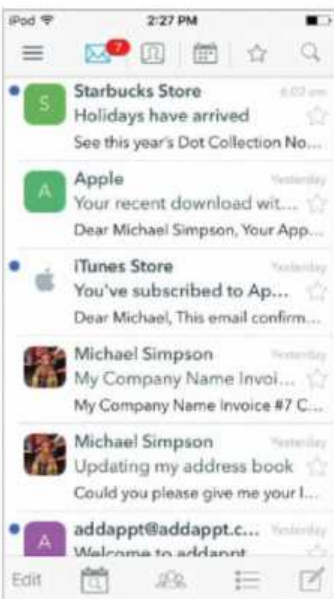 iPod 2:27 PM
7
S Starbucks Store 6:02 am
Holidays have arrived
See this year's Dot Collection No...
A Apple Yesterday
Your recent download wit...
Dear Michael Simpson, Your App...
iTunes Store Yesterday
You've subscribed to Ap...
Dear Michael, This email confirm...
Michael Simpson Yesterday
My Company Name Invoi...
My Company Name Invoice #7 C...
Michael Simpson Yesterday
Updating my address book
Could you please give me your l...
A addappt@addappt.c... Yesterday
Welcome to addappt
Edit